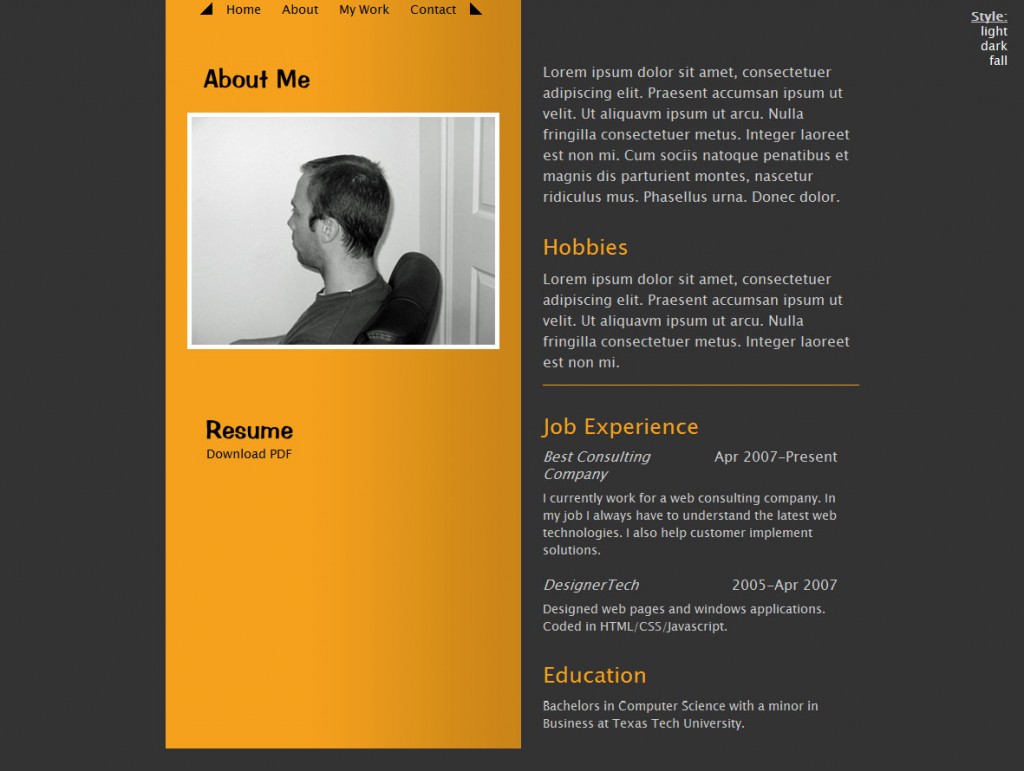 Home About My Work Contact
Style:
light
dark
fall
About Me
Lorem ipsum dolor sit amet, consectetuer
adipiscing elit. Praesent accumsan ipsum ut
velit. Ut aliquavm ipsum ut arcu. Nulla
fringilla consectetuer metus. Integer laoreet
est non mi. Cum sociis natoque penatibus et
magnis dis parturient montes, nascetur
ridiculus mus. Phasellus urna. Donec dolor.
Hobbies
Lorem ipsum dolor sit amet, consectetuer
adipiscing elit. Praesent accumsan ipsum ut
velit. Ut aliquavm ipsum ut arcu. Nulla
fringilla consectetuer metus. Integer laoreet
est non mi.
Resume
Download PDF
Job Experience
Best Consulting Apr 2007-Present
Company
I currently work for a web consulting company. In
my job I always have to understand the latest web
technologies. I also help customer implement
solutions.
DesignerTech 2005-Apr 2007
Designed web pages and windows applications.
Coded in HTML/CSS/Javascript.
Education
Bachelors in Computer Science with a minor in
Business at Texas Tech University.